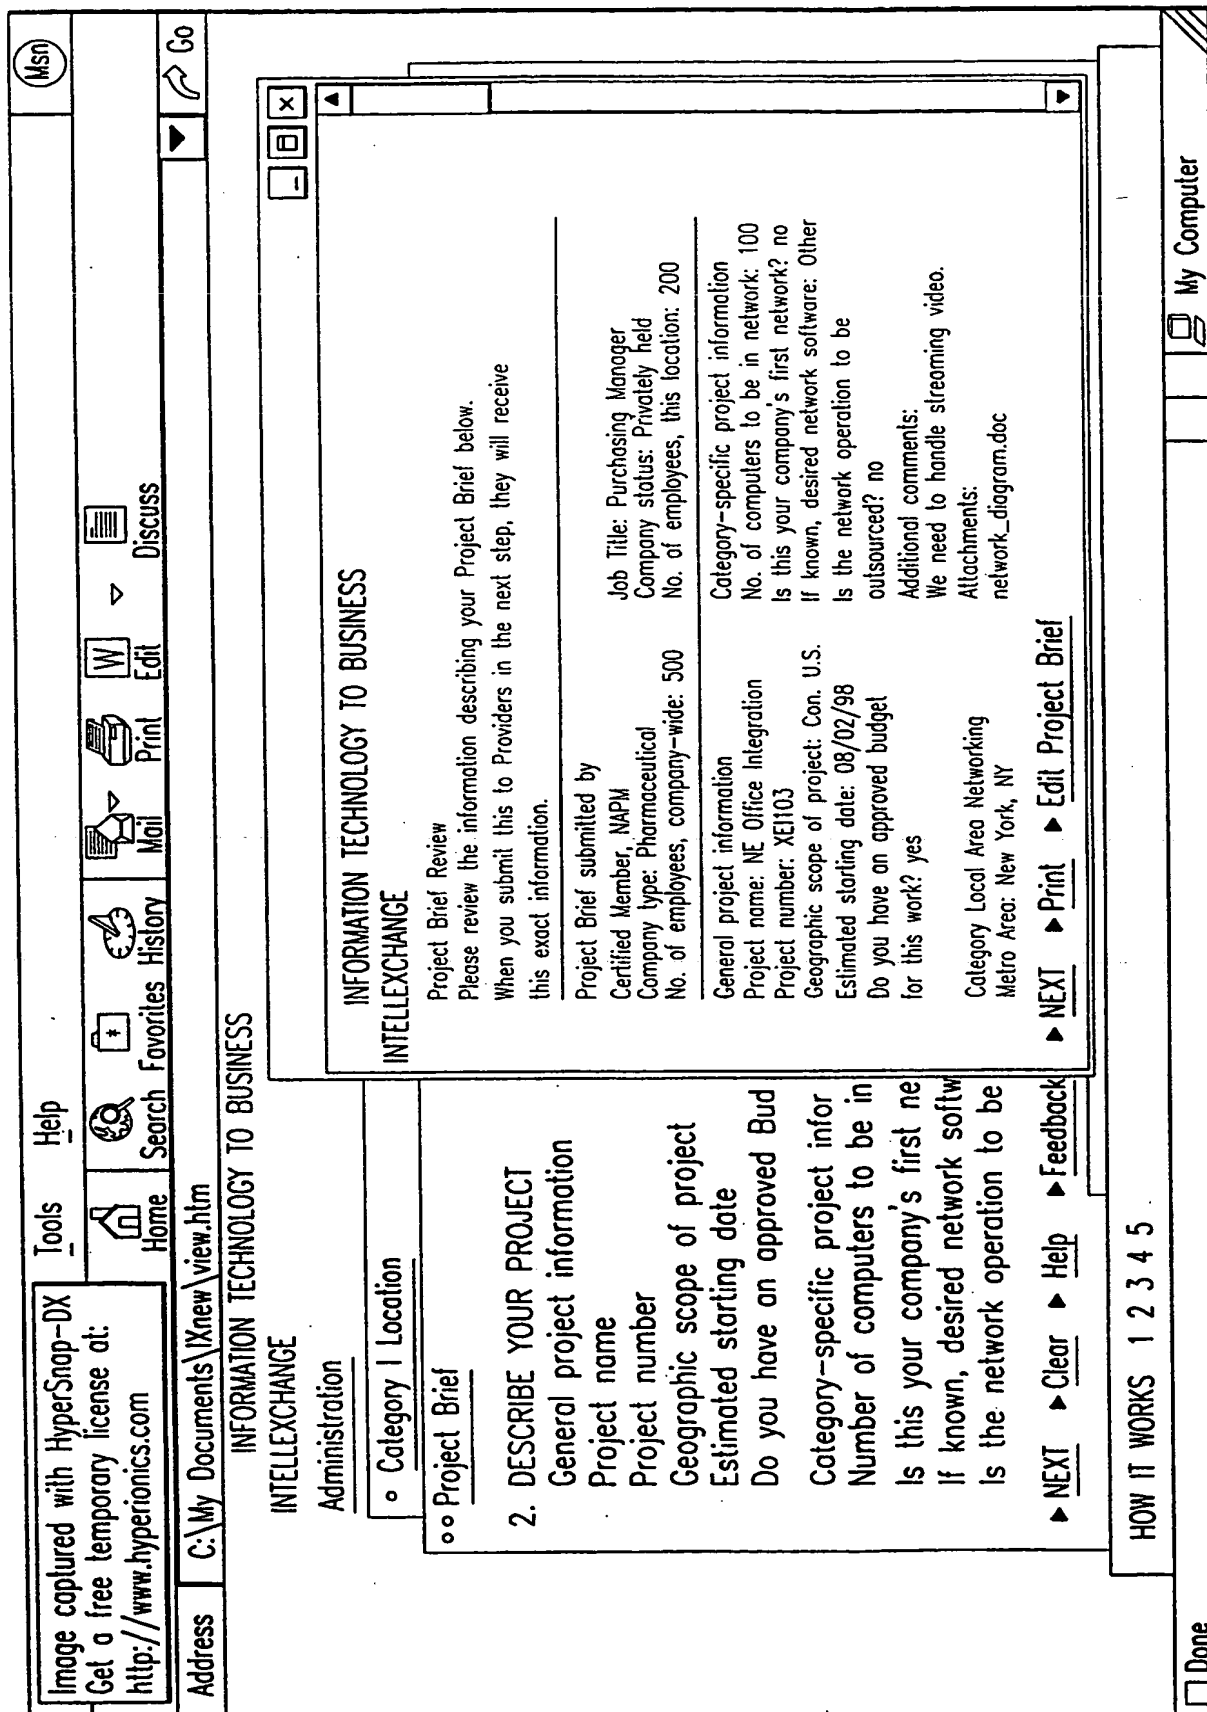 Image captured with HyperSnap-DX
Get a free temporary license at:
http://www.hyperionics.com
Tools Help
Msn
Home Search Favorites History Mail Print Edit Discuss
Address C:\My Documents\IXnew\view.htm
Go
INFORMATION TECHNOLOGY TO BUSINESS
INTELLEXCHANGE
Administration
Category | Location
Project Brief
2. DESCRIBE YOUR PROJECT
General project information
Project name
Project number
Geographic scope of project
Estimated starting date
Do you have an approved Bud
Category-specific project infor
Number of computers to be in
Is this your company's first ne
If known, desired network softw
Is the network operation to be
NEXT Clear Help Feedback
INFORMATION TECHNOLOGY TO BUSINESS
INTELLEXCHANGE
Project Brief Review
Please review the information describing your Project Brief below.
When you submit this to Providers in the next step, they will receive
this exact information.
Project Brief submitted by
Certified Member, NAPM
Company type: Pharmaceutical
No. of employees, company-wide: 500
Job Title: Purchasing Manager
Company status: Privately held
No. of employees, this location: 200
General project information
Project name: NE Office Integration
Project number: XEI103
Geographic scope of project: Con. U.S.
Estimated starting date: 08/02/98
Do you have an approved budget
for this work? yes
Category Local Area Networking
Metro Area: New York, NY
Category-specific project information
No. of computers to be in network: 100
Is this your company's first network? no
If known, desired network software: Other
Is the network operation to be
outsourced? no
Additional comments:
We need to handle streaming video.
Attachments:
network_diagram.doc
NEXT Print Edit Project Brief
HOW IT WORKS 1 2 3 4 5
Done
My Computer